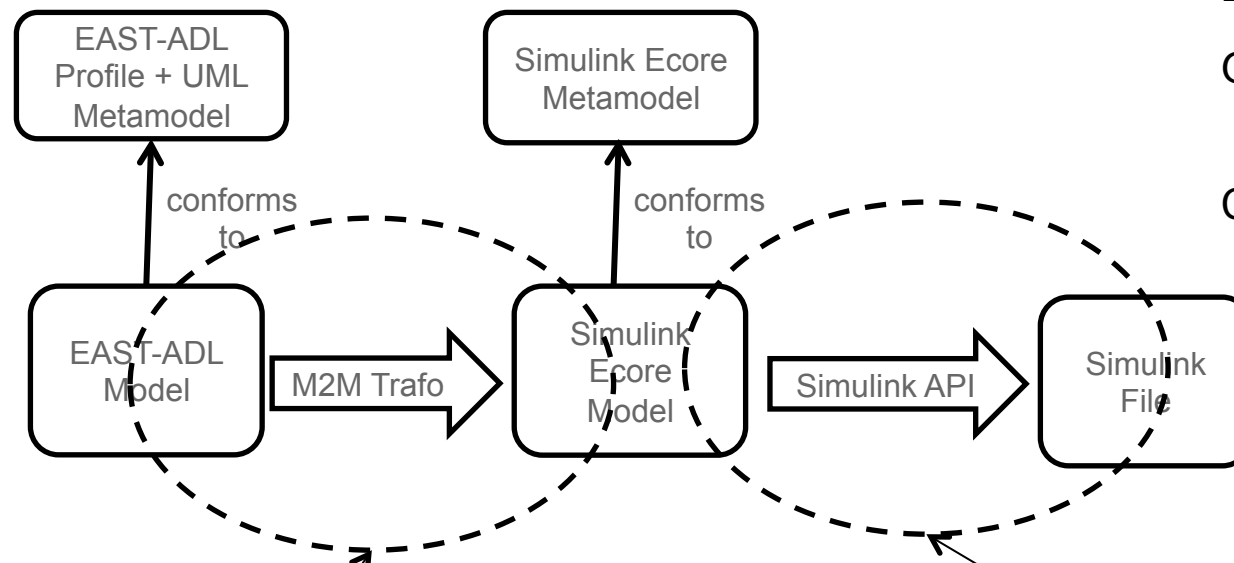 EAST-ADL
Profile + UML
Metamodel
Simulink Ecore
Metamodel
conforms
to
conforms
to
EAST-ADL
Model
M2M Trafo
Simulink
Ecore
Model
Simulink API
Simulink
File